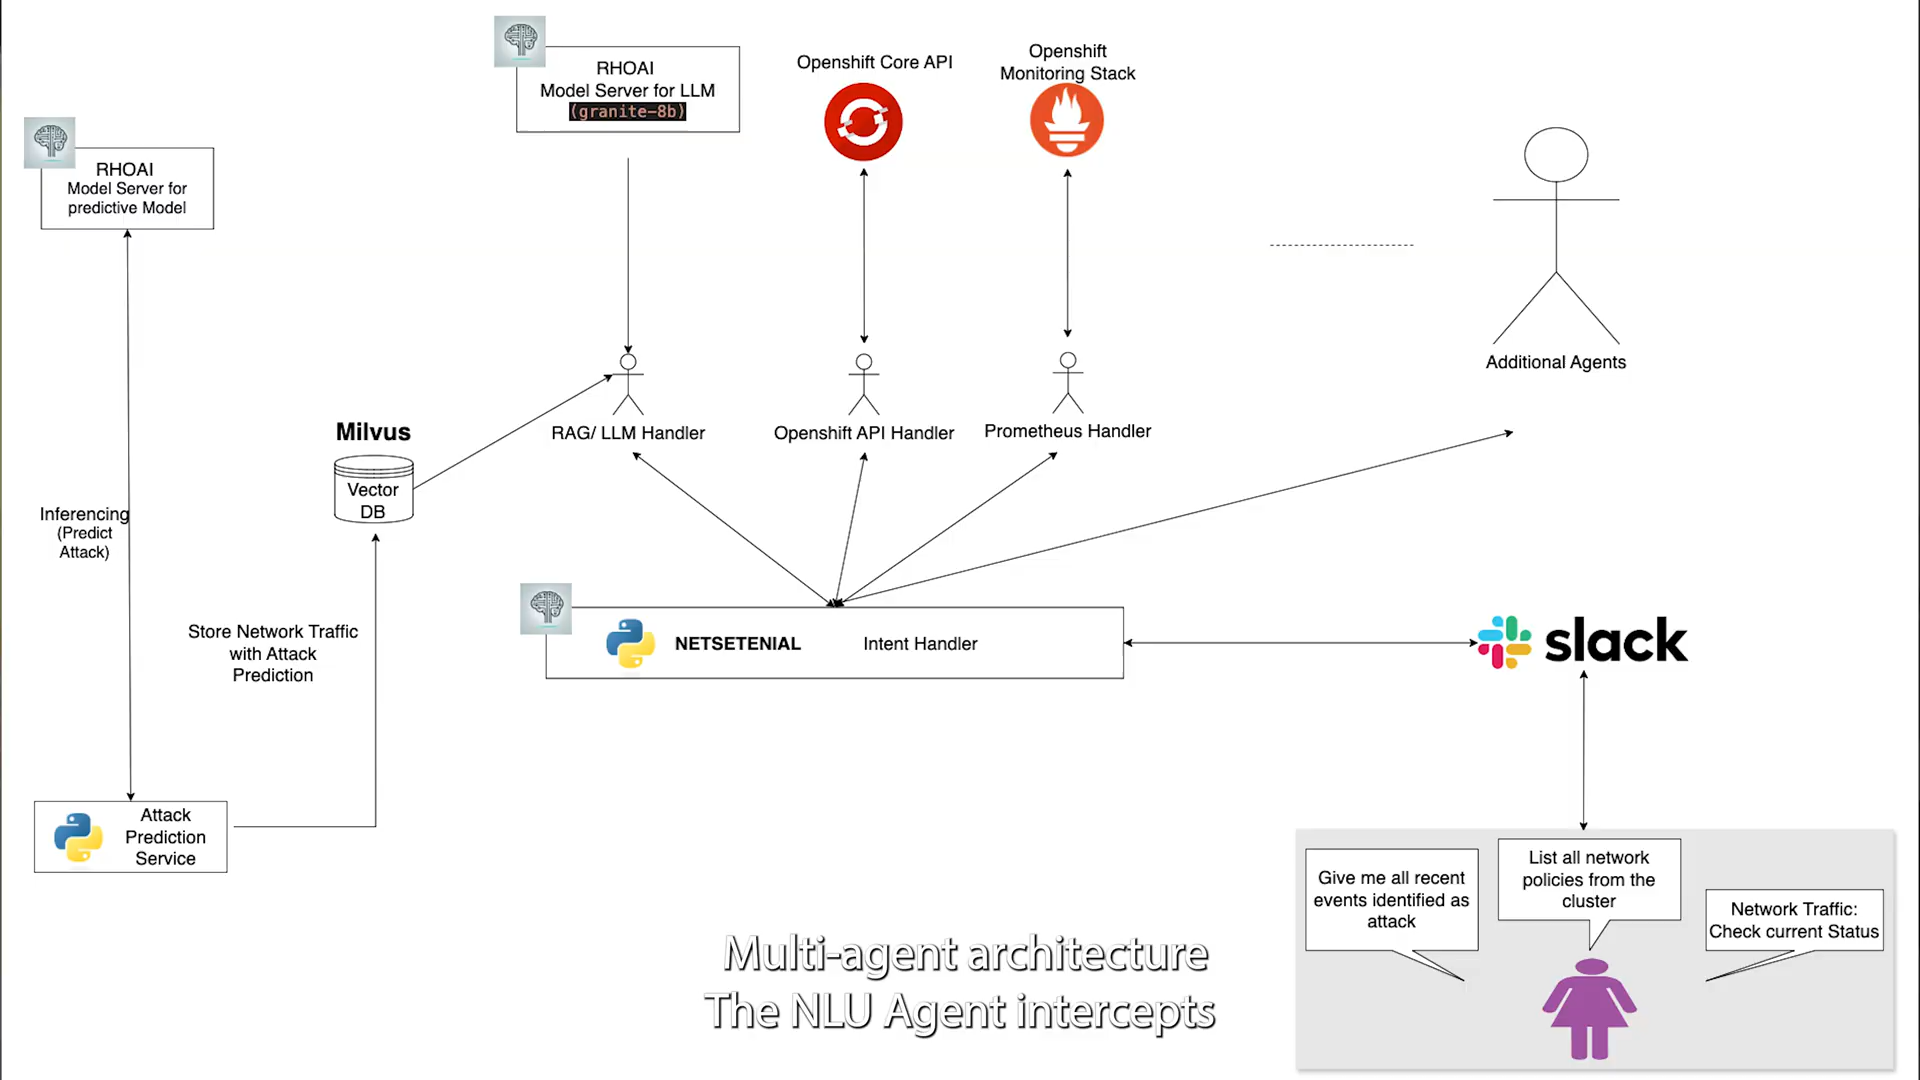 RHOAI
Model Server for LLM
(granite-8b)
Openshift Core API
Openshift
Monitoring Stack
RHOAI
Model Server for
predictive Model
Additional Agents
Milvus
Vector
DB
RAG/ LLM Handler
Openshift API Handler
Prometheus Handler
Inferencing
(Predict
Attack)
Store Network Traffic
with Attack
Prediction
NETSETENIAL
Intent Handler
slack
Attack
Prediction
Service
Give me all recent
events identified as
attack
List all network
policies from the
cluster
Network Traffic:
Check current Status
Multi-agent architecture
The NLU Agent intercepts